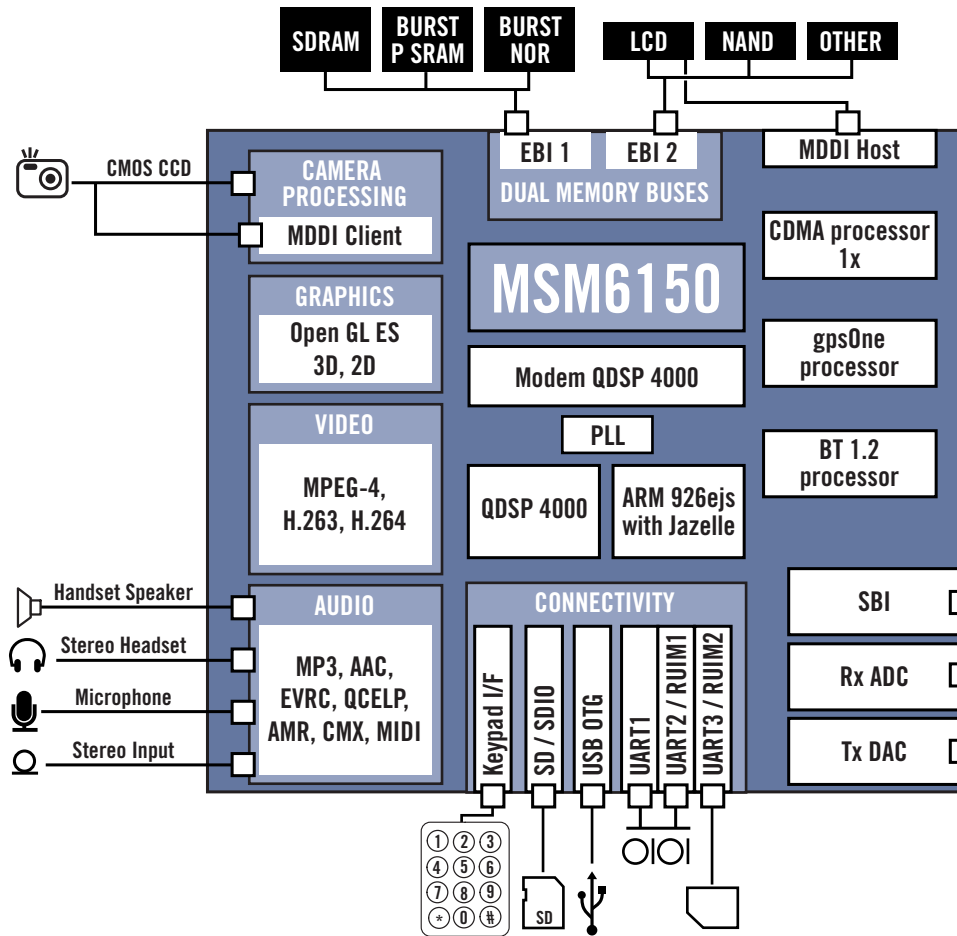 SDRAM
BURST
P SRAM
BURST
NOR
LCD
NAND
OTHER
CMOS CCD
CAMERA
PROCESSING
MDDI Client
EBI 1
EBI 2
DUAL MEMORY BUSES
MDDI Host
GRAPHICS
Open GL ES
3D, 2D
MSM6150
CDMA processor
1x
Modem QDSP 4000
gpsOne
processor
VIDEO
MPEG-4,
H.263, H.264
PLL
QDSP 4000
ARM 926ejs
with Jazelle
BT 1.2
processor
Handset Speaker
Stereo Headset
Microphone
Stereo Input
AUDIO
MP3, AAC,
EVRC, QCELP,
AMR, CMX, MIDI
CONNECTIVITY
Keypad I/F
SD / SDIO
USB OTG
UART1
UART2 / RUIM1
UART3 / RUIM2
SBI
Rx ADC
Tx DAC
1 2 3
4 5 6
7 8 9
* 0 #
SD